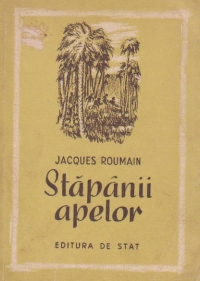 JACQUES ROUMAIN
Stăpânii
apelor
EDITURA DE STAT